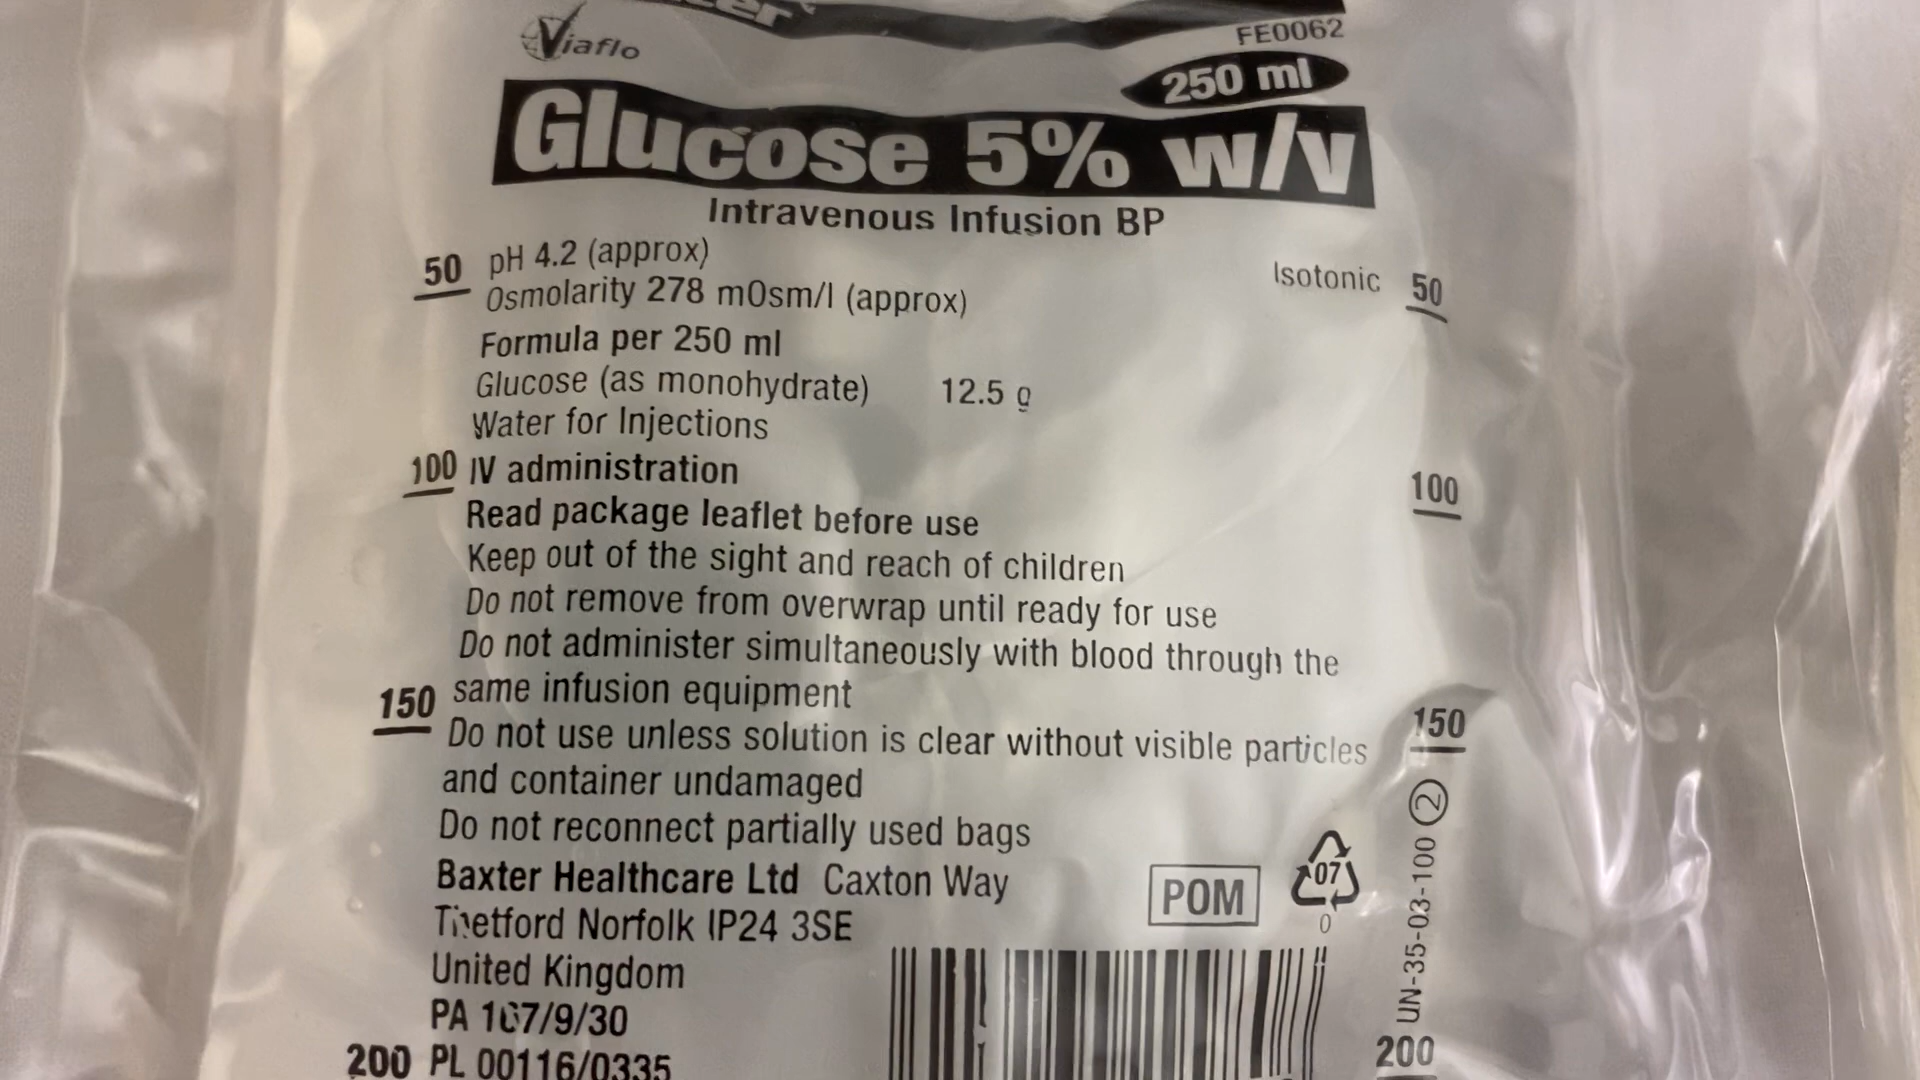 Viaflo
FE0062
250 ml
Glucose 5% w/v
Intravenous Infusion BP
50 pH 4.2 (approx) Isotonic 50
Osmolarity 278 mOsm/l (approx)
Formula per 250 ml
Glucose (as monohydrate) 12.5 g
Water for Injections
100 IV administration 100
Read package leaflet before use
Keep out of the sight and reach of children
Do not remove from overwrap until ready for use
Do not administer simultaneously with blood through the
150 same infusion equipment 150
Do not use unless solution is clear without visible particles
and container undamaged
Do not reconnect partially used bags
Baxter Healthcare Ltd Caxton Way
Thetford Norfolk IP24 3SE
United Kingdom
PA 167/9/30
200 PL 00116/0335
POM
07
0
UN-35-03-100 2
200